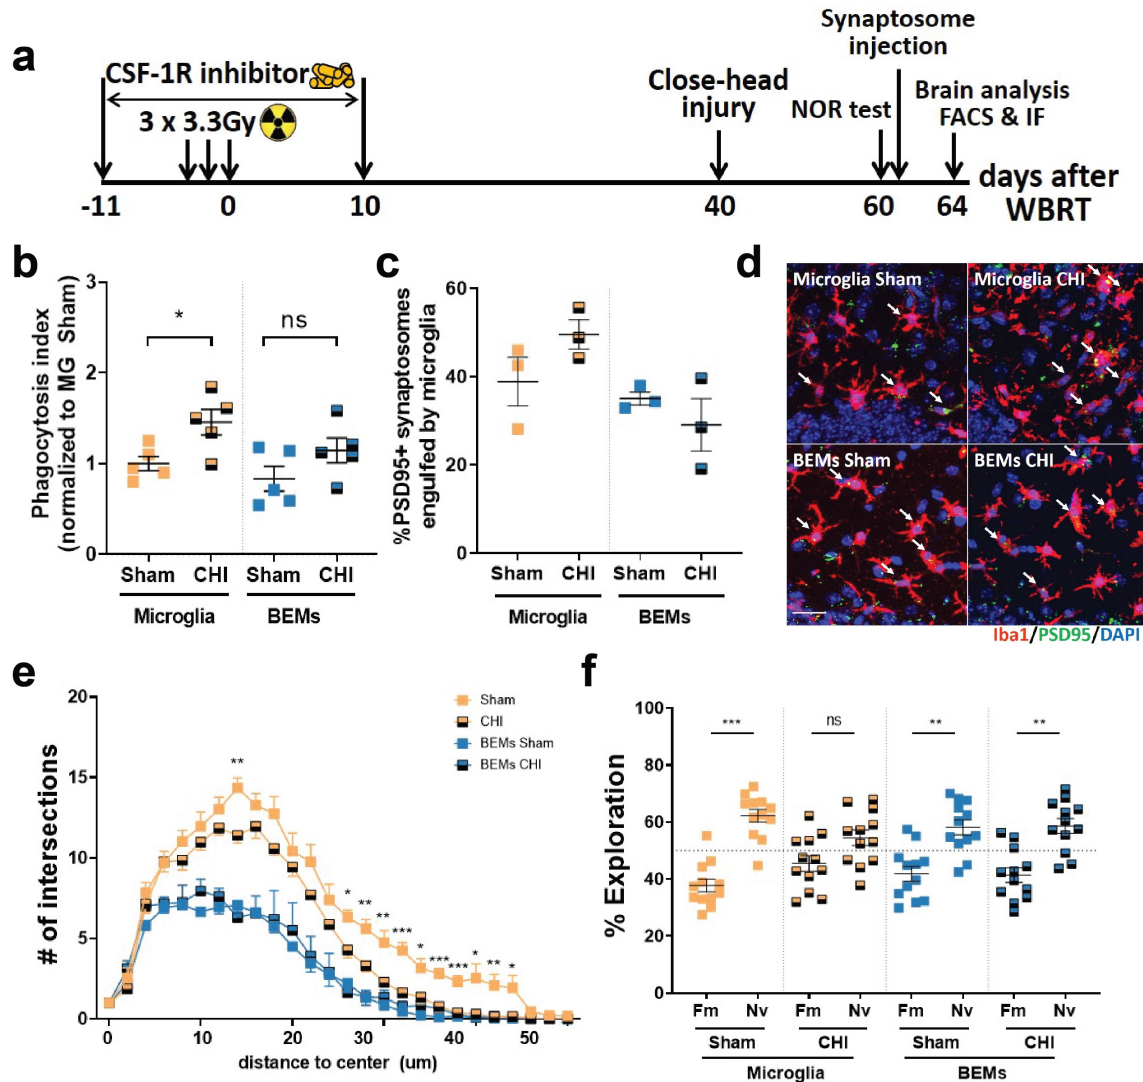 a
CSF-1R inhibitor
3 x 3.3Gy
Close-head
injury
NOR test
Synaptosome
injection
Brain analysis
FACS & IF
-11
0
10
40
60
64
days after
WBRT
b
Phagocytosis index
(normalized to MG Sham)
3
2
1
0
*
ns
Sham
CHI
Sham
CHI
Microglia
BEMs
c
%PSD95+ synaptosomes
engulfed by microglia
60
40
20
0
Sham
CHI
Sham
CHI
Microglia
BEMs
d
Microglia Sham
Microglia CHI
BEMs Sham
BEMs CHI
Iba1/PSD95/DAPI
e
# of intersections
20
15
10
5
0
Sham
CHI
BEMs Sham
BEMs CHI
**
*
**
**
***
*
***
***
*
**
*
0
10
20
30
40
50
distance to center (um)
f
% Exploration
100
80
60
40
20
0
***
ns
**
**
Fm
Nv
Fm
Nv
Fm
Nv
Fm
Nv
Sham
CHI
Sham
CHI
Microglia
BEMs